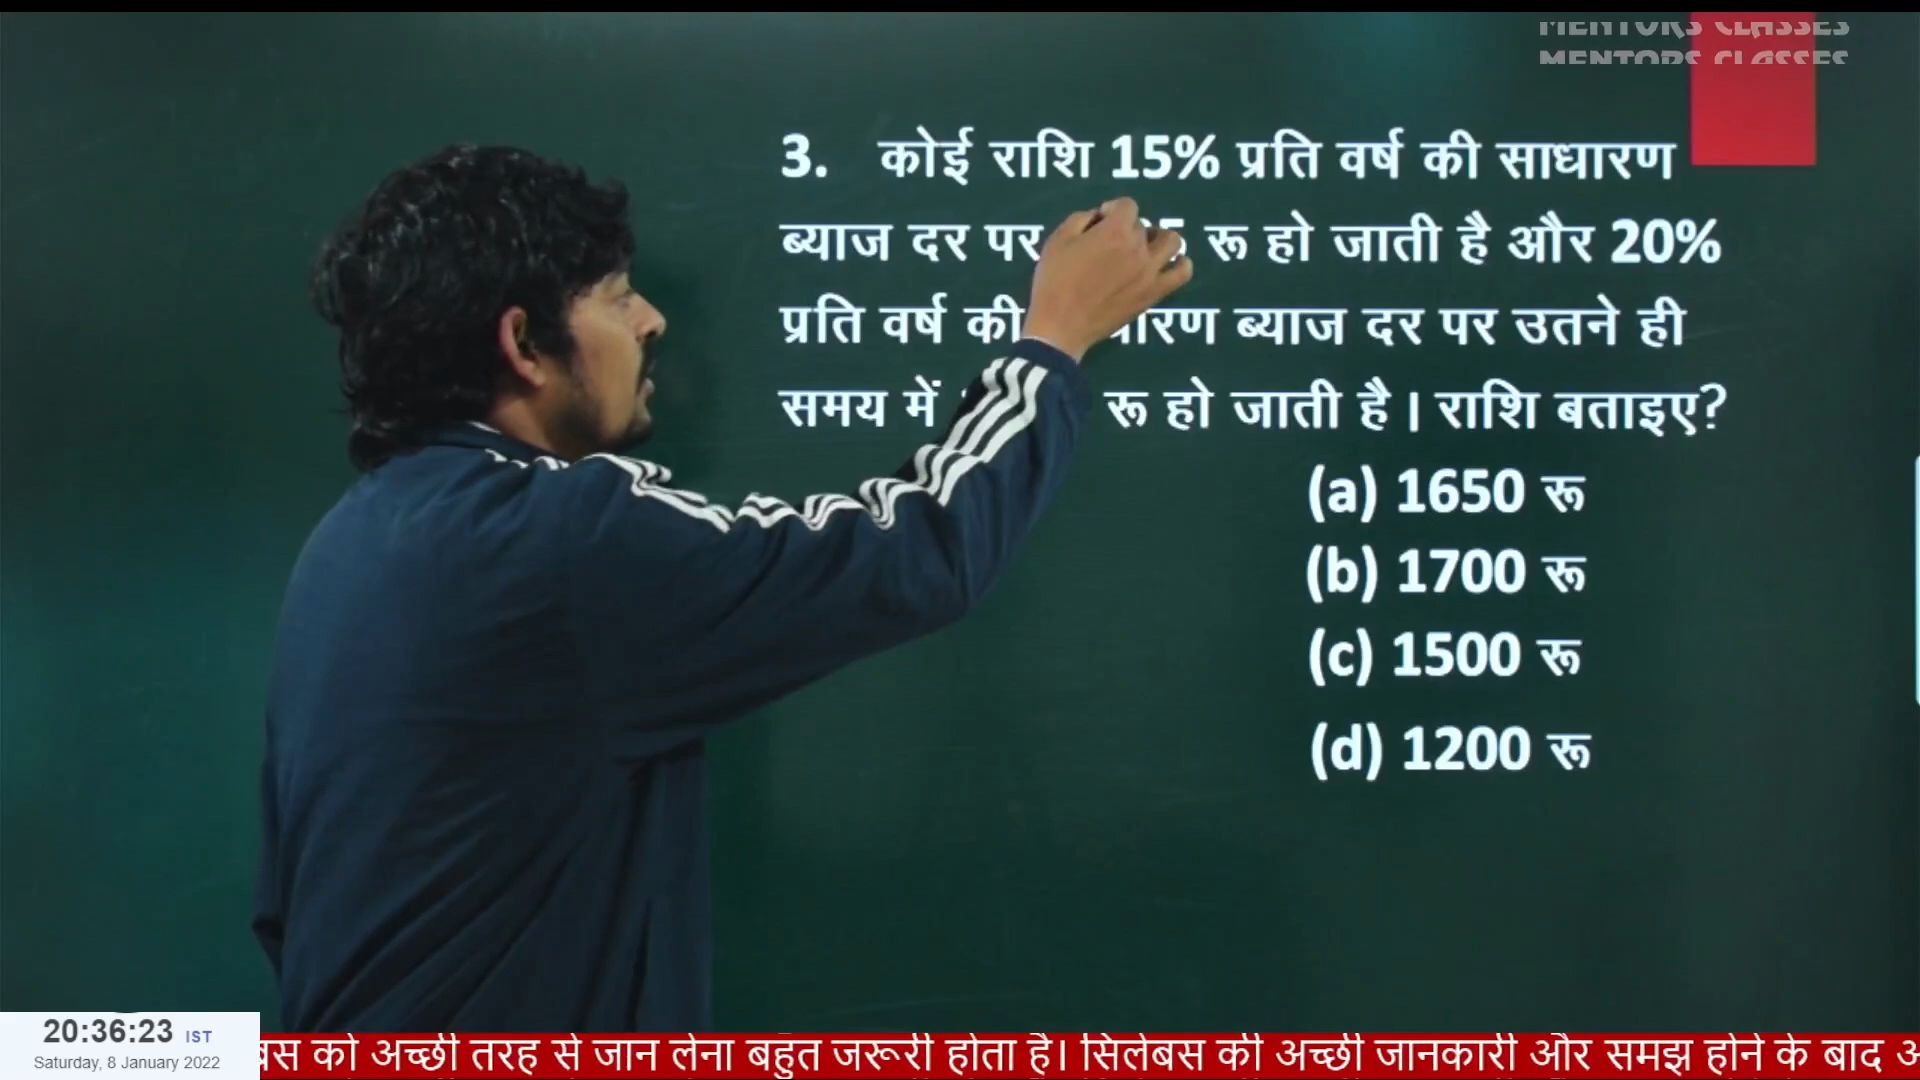 MENTORS CLASSES
MENTORS CLASSES
3. कोई राशि 15% प्रति वर्ष की साधारण
ब्याज दर पर रू हो जाती है और 20%
प्रति वर्ष की ब्याज दर पर उतने ही
समय में रू हो जाती है। राशि बताइए?
(a) 1650 रू
(b) 1700 रू
(c) 1500 रू
(d) 1200 रू
20:36:23 IST
Saturday, 8 January 2022
को अच्छी तरह से जान लेना बहुत जरूरी होता है। सिलेबस की अच्छी जानकारी और समझ होने के बाद